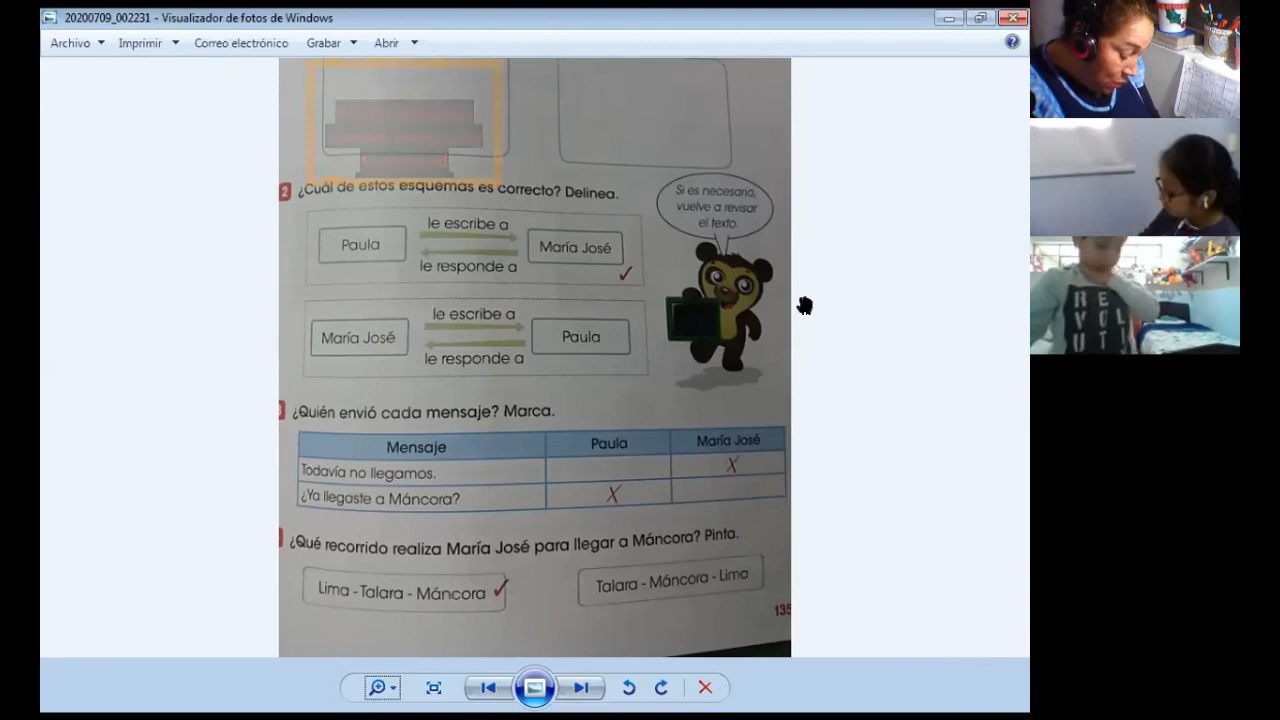 20200709_002231 - Visualizador de fotos de Windows
Archivo Imprimir Correo electrónico Grabar Abrir
2 ¿Cuál de estos esquemas es correcto? Delinea.
Si es necesario,
vuelve a revisar
el texto.
le escribe a
Paula María José
le responde a
✓
le escribe a
María José Paula
le responde a
¿Quién envió cada mensaje? Marca.
Mensaje Paula María José
Todavía no llegamos. X
¿Ya llegaste a Máncora? X
¿Qué recorrido realiza María José para llegar a Máncora? Pinta.
Lima - Talara - Máncora ✓ Talara - Máncora - Lima
135